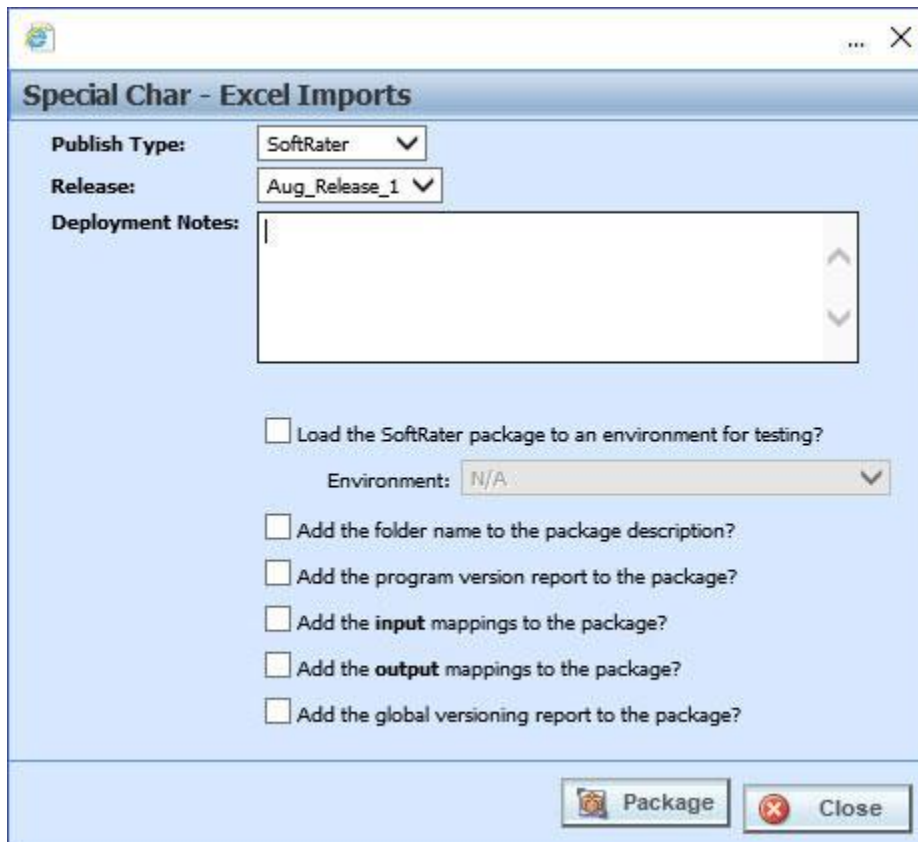 ...
Special Char - Excel Imports
Publish Type: SoftRater
Release: Aug_Release_1
Deployment Notes:
Load the SoftRater package to an environment for testing?
Environment: N/A
Add the folder name to the package description?
Add the program version report to the package?
Add the input mappings to the package?
Add the output mappings to the package?
Add the global versioning report to the package?
Package Close